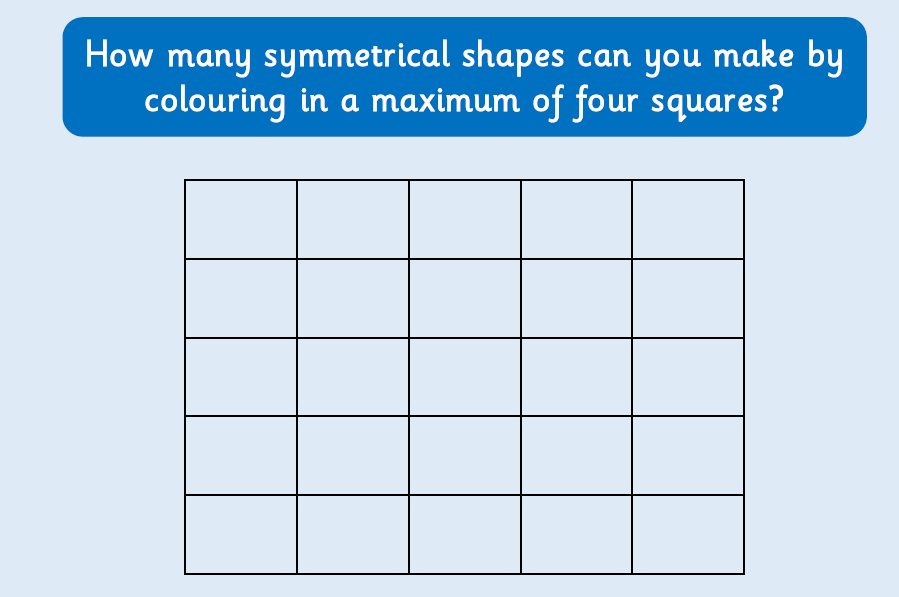 How many symmetrical shapes can you make by
colouring in a maximum of four squares?